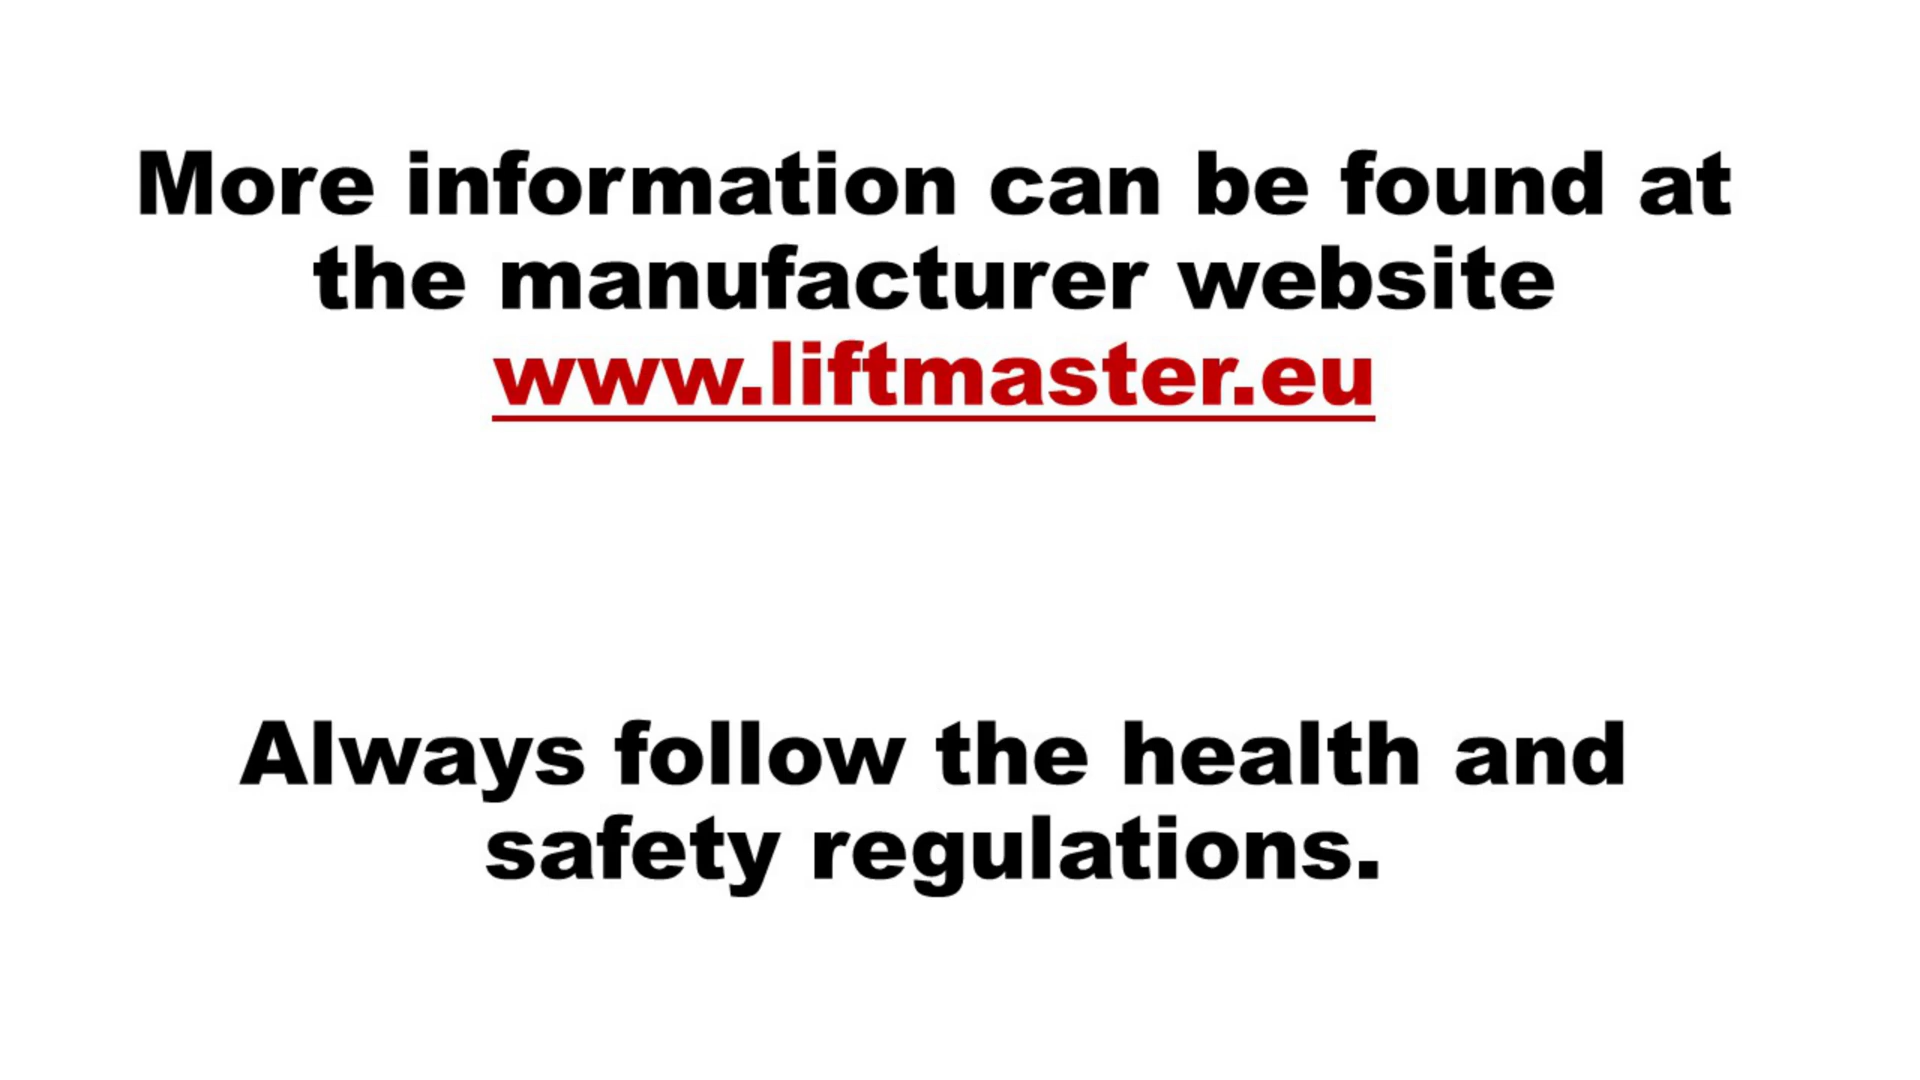 More information can be found at
the manufacturer website
www.liftmaster.eu
Always follow the health and
safety regulations.